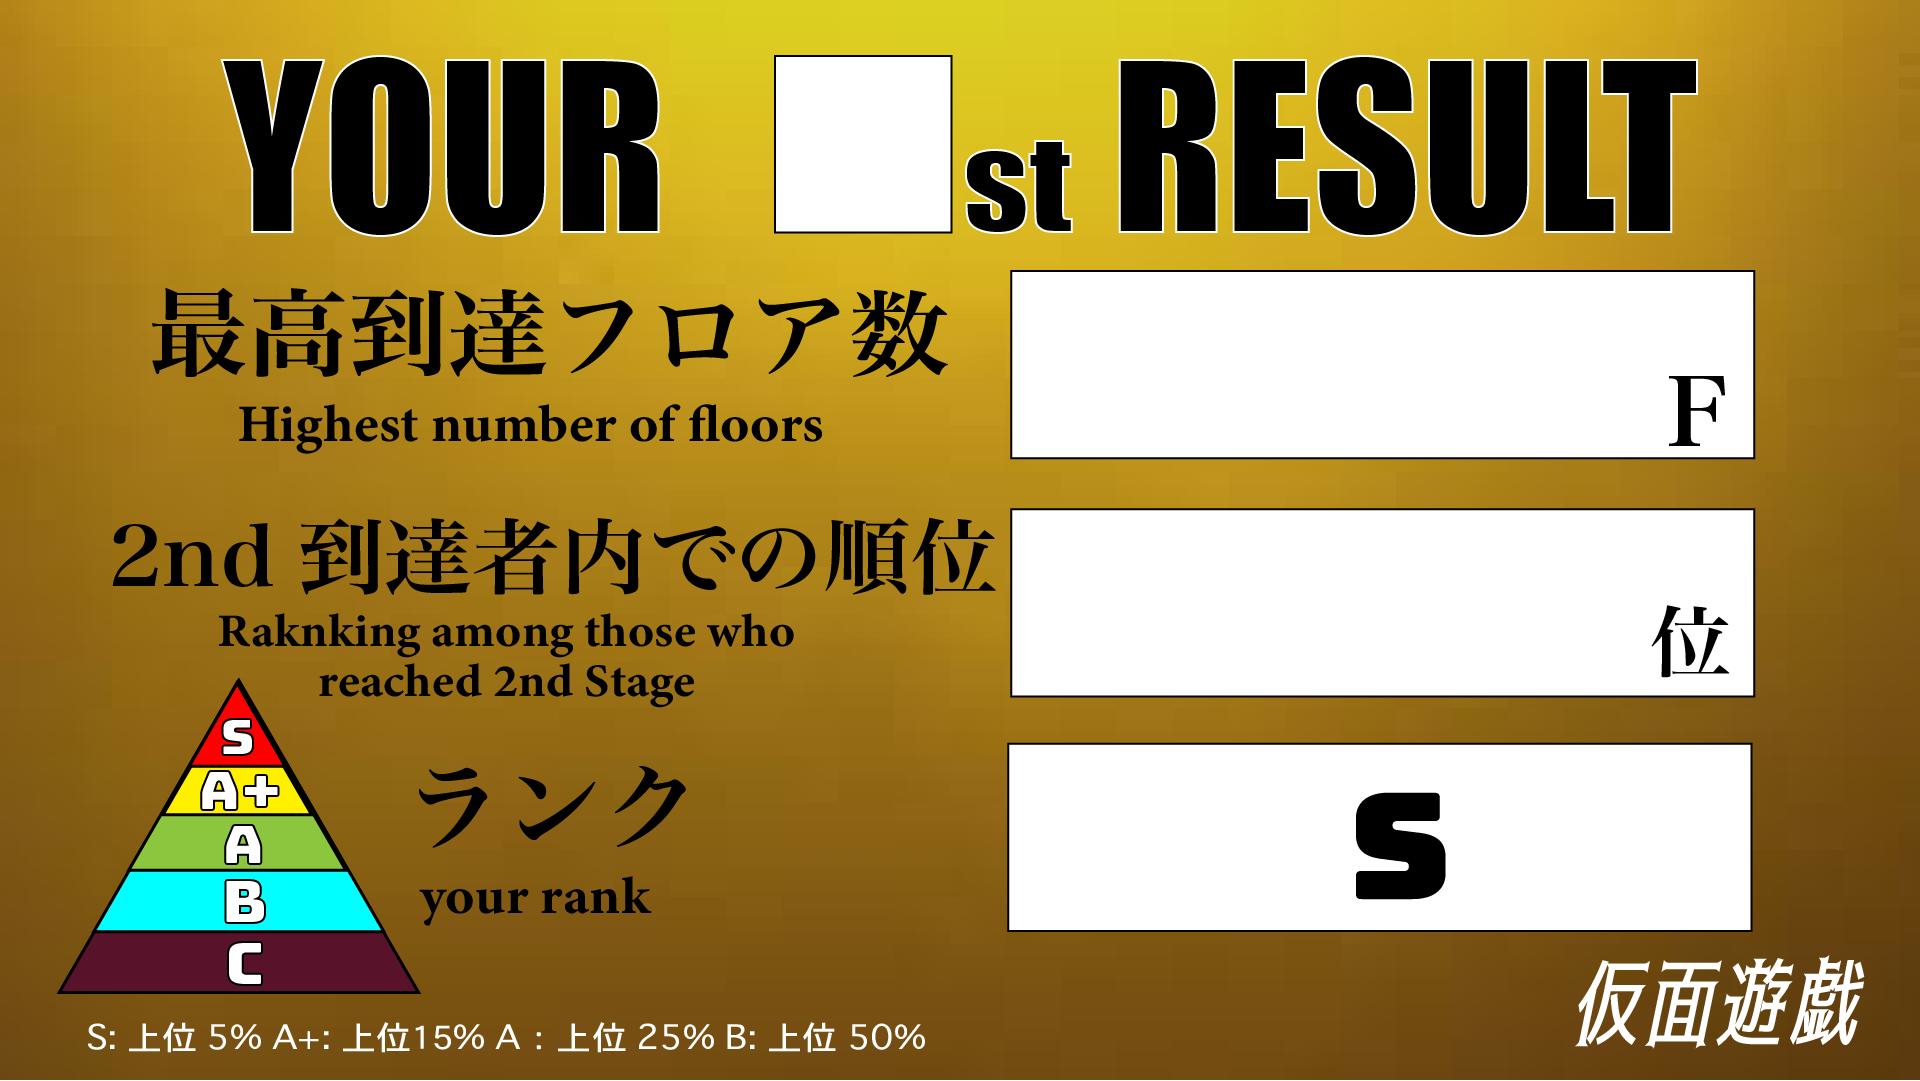 YOUR st RESULT
最高到達フロア数
Highest number of floors
F
2nd 到達者内での順位
Raknking among those who
reached 2nd Stage
位
S
A+
A
B
C
ランク
your rank
S
S: 上位 5% A+: 上位15% A : 上位 25% B: 上位 50%
仮面遊戯